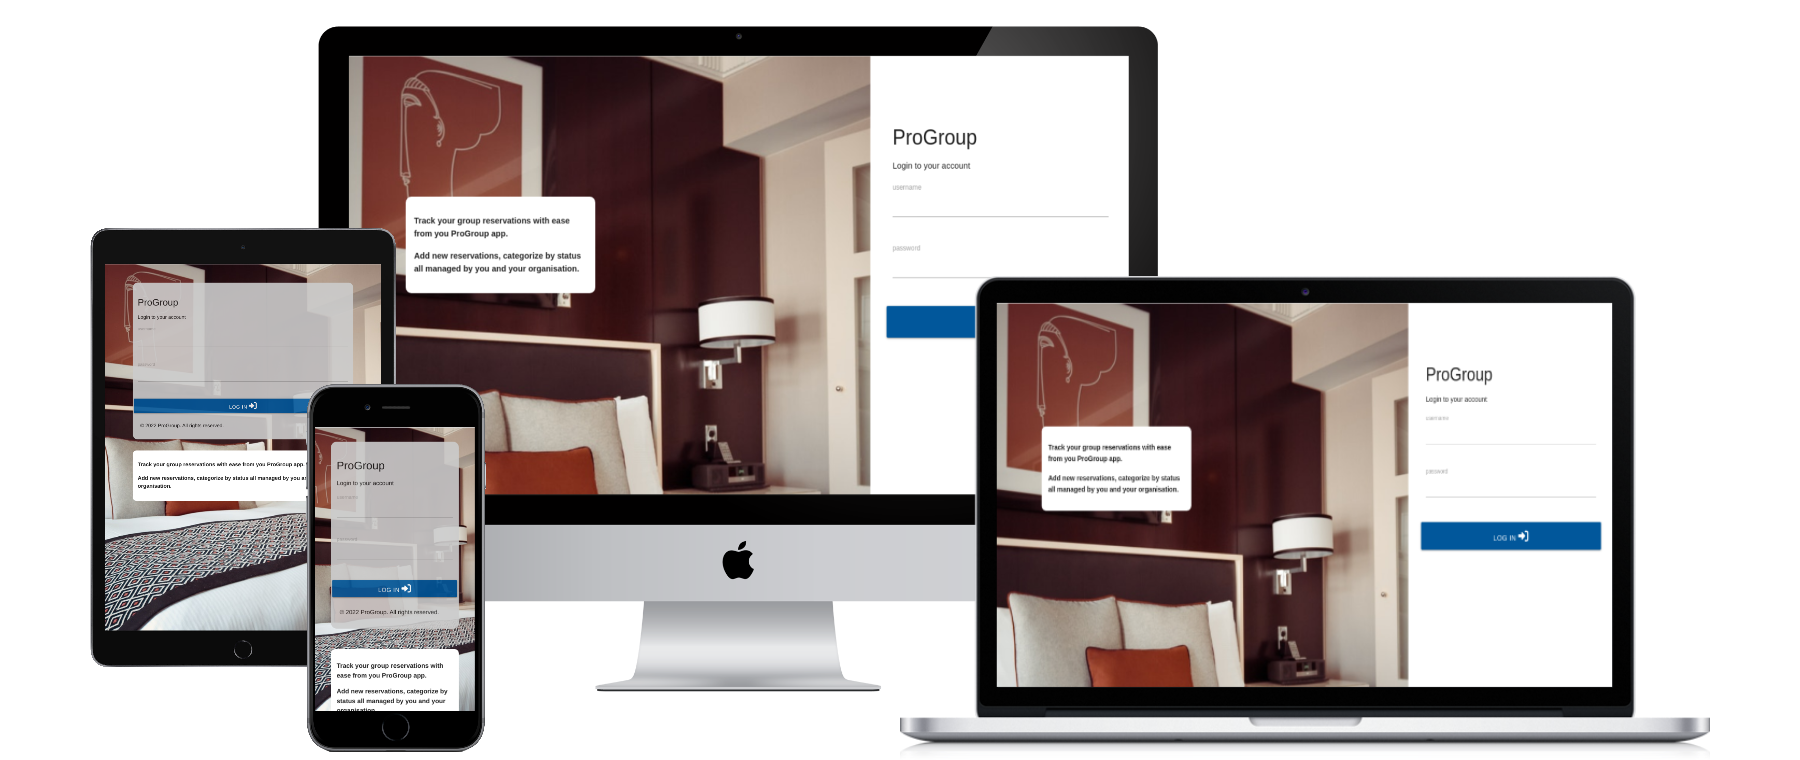 ProGroup
Login to your account
username
password
Track your group reservations with ease
from you ProGroup app.
Add new reservations, categorize by status
all managed by you and your organisation.
ProGroup
Login to your account
username
password
LOG IN
© 2022 ProGroup. All rights reserved.
Track your group reservations with ease from you ProGroup app.
Add new reservations, categorize by status all managed by you
organisation.
ProGroup
Login to your account
username
password
LOG IN
© 2022 ProGroup. All rights reserved.
Track your group reservations with
ease from you ProGroup app.
Add new reservations, categorize by
status all managed by you and your
organisation.
ProGroup
Login to your account
username
password
LOG IN
Track your group reservations with ease
from you ProGroup app.
Add new reservations, categorize by status
all managed by you and your organisation.